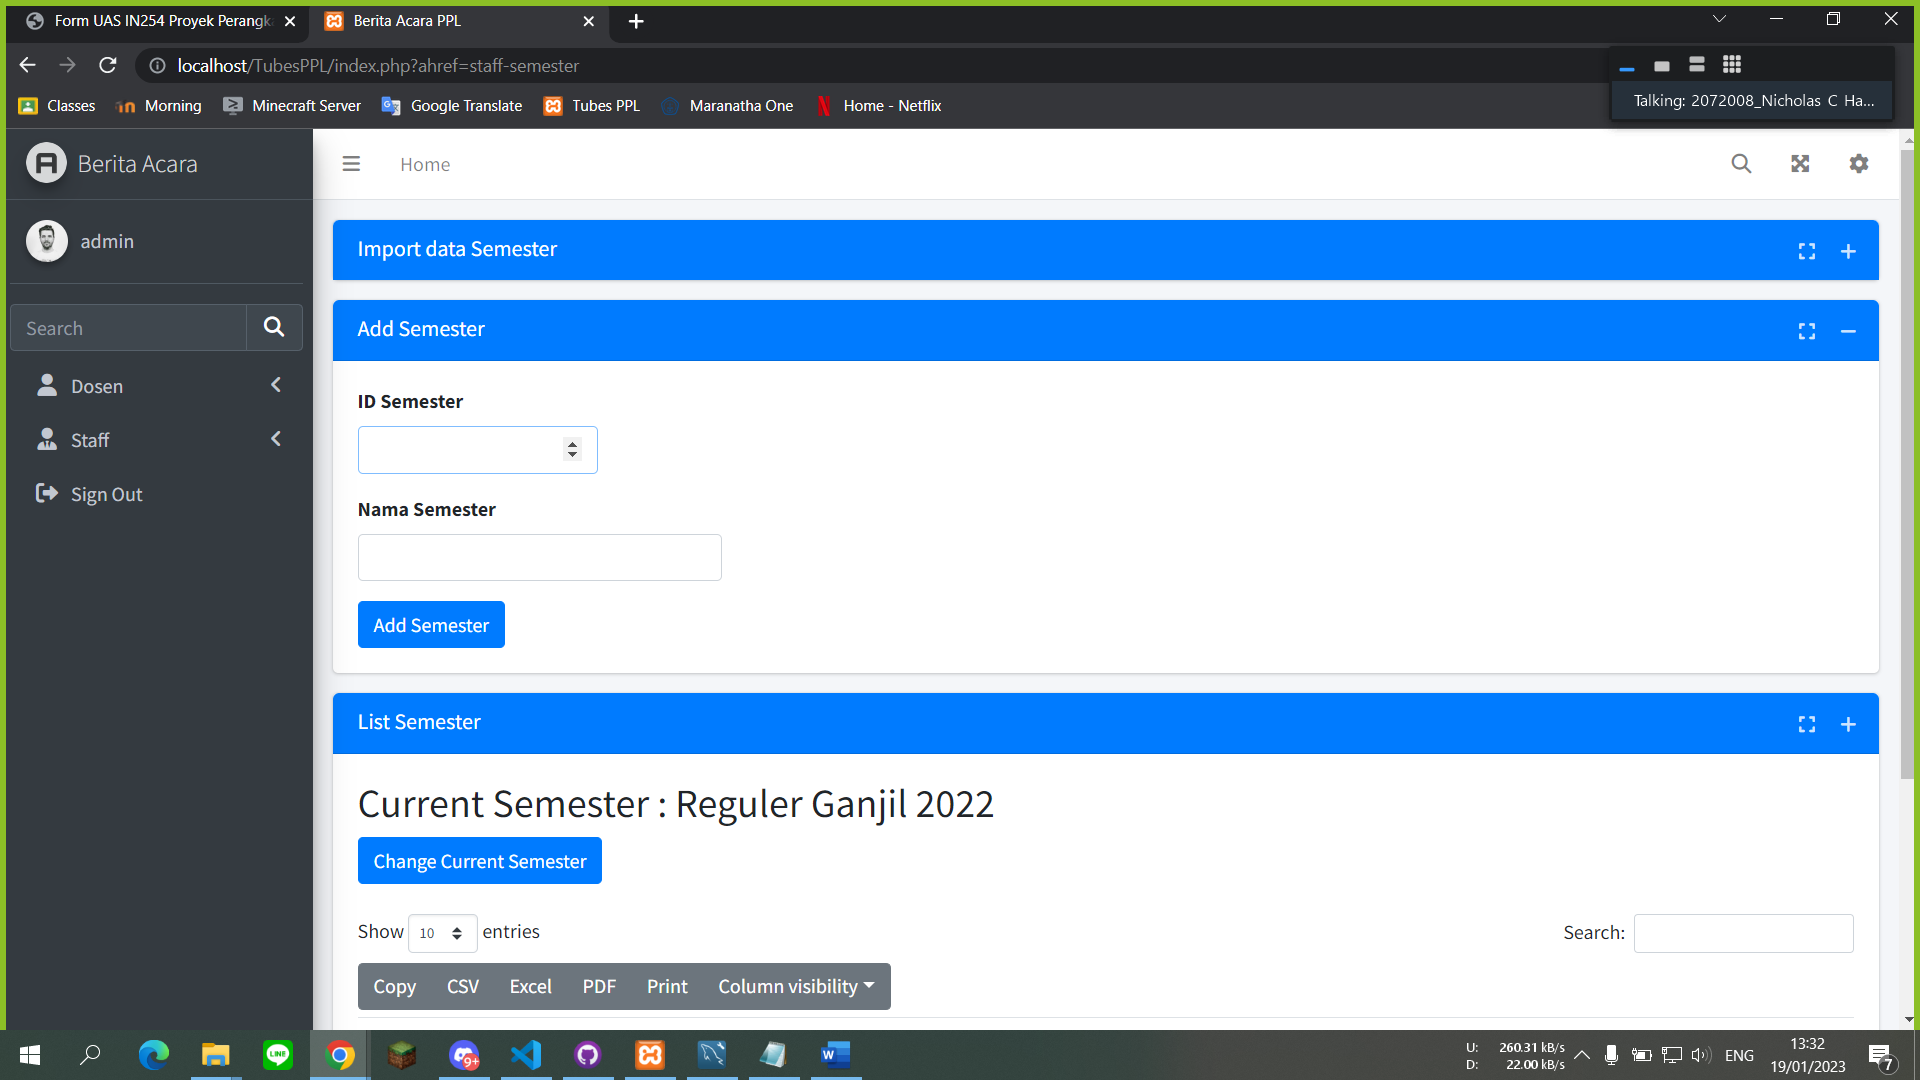 Form UAS IN254 Proyek Perangka
Berita Acara PPL
localhost/TubesPPL/index.php?ahref=staff-semester
Classes
Morning
Minecraft Server
Google Translate
Tubes PPL
Maranatha One
Home - Netflix
Talking: 2072008_Nicholas C Ha...
Berita Acara
Home
admin
Search
Dosen
Staff
Sign Out
Import data Semester
Add Semester
ID Semester
Nama Semester
Add Semester
List Semester
Current Semester : Reguler Ganjil 2022
Change Current Semester
Show 10 entries
Search:
Copy CSV Excel PDF Print Column visibility
LINE
9+
U: 260.31 kB/s
D: 22.00 kB/s
ENG
13:32
19/01/2023
7